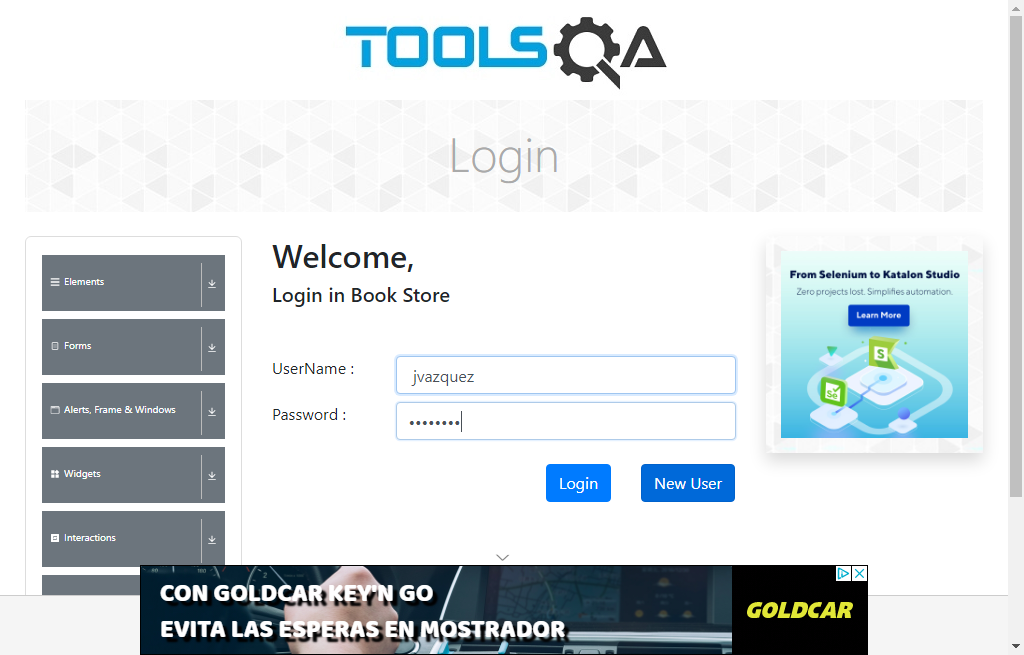 TOOLSQA
Login
Elements
Forms
Alerts, Frame & Windows
Widgets
Interactions
Welcome,
Login in Book Store
UserName :
jvazquez
Password :
••••••••
Login
New User
From Selenium to Katalon Studio
Zero projects lost. Simplifies automation.
Learn More
S
Se
CON GOLDCAR KEY'N GO
EVITA LAS ESPERAS EN MOSTRADOR
GOLDCAR